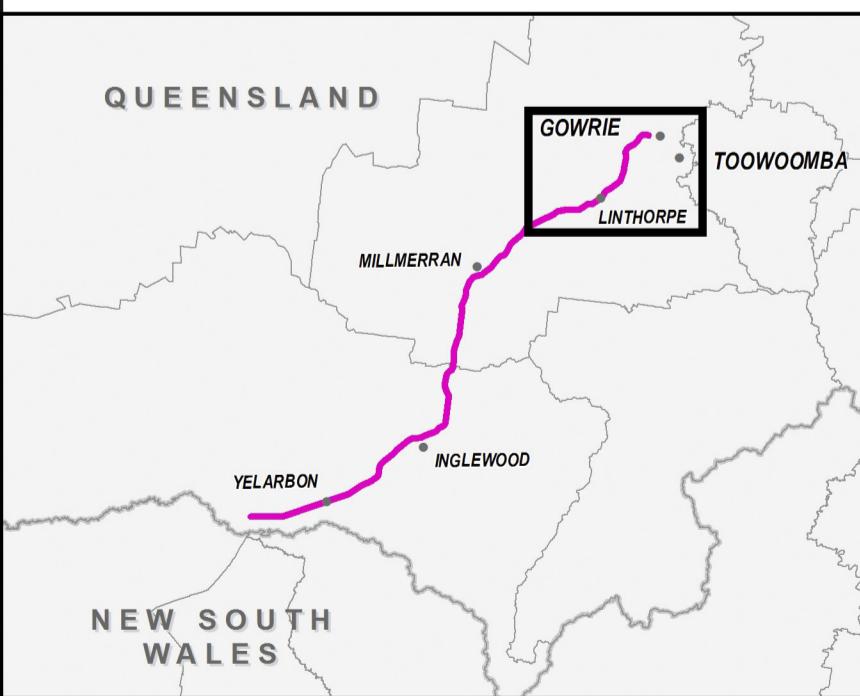 QUEENSLAND
GOWRIE
TOOWOOMBA
LINTHORPE
MILLMERRAN
INGLEWOOD
YELARBON
NEW SOUTH
WALES